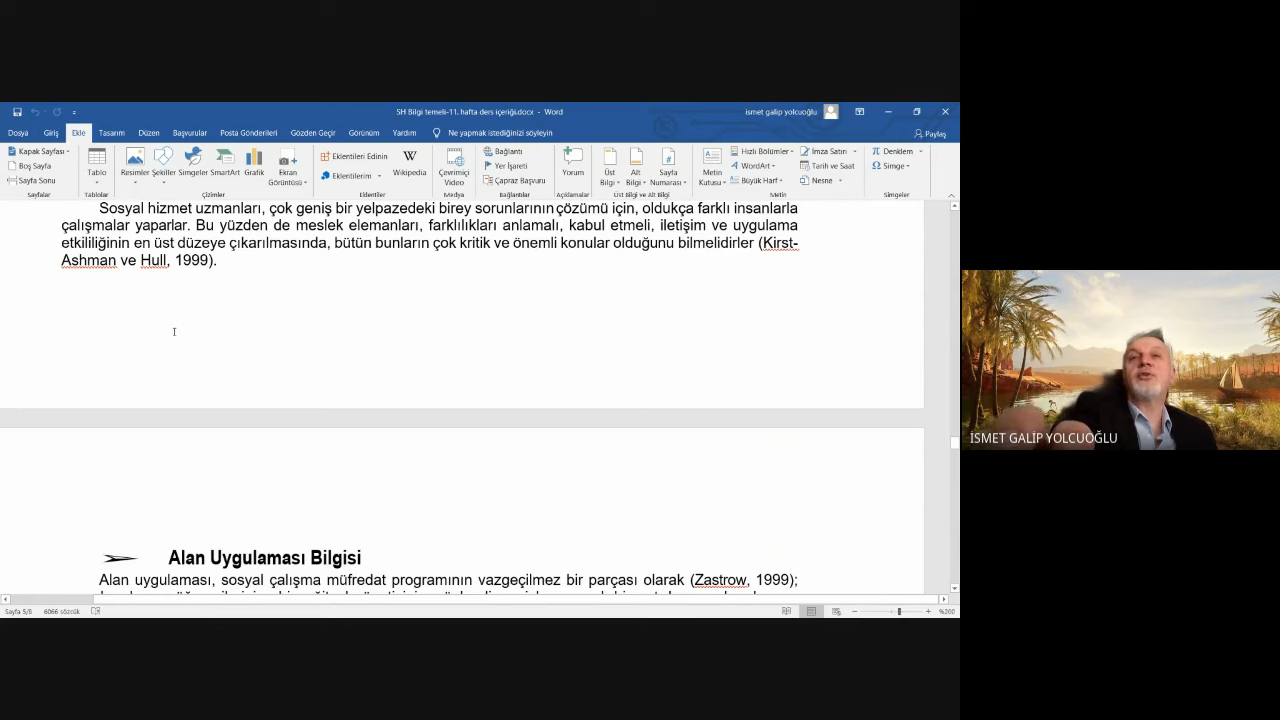 SH Bilgi temeli-11. hafta ders içeriği.docx - Word
ismet galip yolcuoğlu
Dosya Giriş Ekle Tasarım Düzen Başvurular Posta Gönderileri Gözden Geçir Görünüm Yardım Ne yapmak istediğinizi söyleyin Paylaş
Kapak Sayfası
Boş Sayfa
Sayfa Sonu
Sayfalar
Tablo
Tablolar
Resimler Şekiller Simgeler SmartArt Grafik Ekran Görüntüsü
Çizimler
Eklentileri Edinin
Eklentilerim
Wikipedia
Eklentiler
Çevrimiçi Video
Medya
Bağlantı
Yer İşareti
Çapraz Başvuru
Bağlantılar
Yorum
Açıklamalar
Üst Bilgi Alt Bilgi Sayfa Numarası
Üst Bilgi ve Alt Bilgi
Metin Kutusu
Hızlı Bölümler
WordArt
Büyük Harf
İmza Satırı
Tarih ve Saat
Nesne
Metin
Denklem
Simge
Simgeler
Sosyal hizmet uzmanları, çok geniş bir yelpazedeki birey sorunlarının çözümü için, oldukça farklı insanlarla
çalışmalar yaparlar. Bu yüzden de meslek elemanları, farklılıkları anlamalı, kabul etmeli, iletişim ve uygulama
etkililiğinin en üst düzeye çıkarılmasında, bütün bunların çok kritik ve önemli konular olduğunu bilmelidirler (Kirst-
Ashman ve Hull, 1999).
Alan Uygulaması Bilgisi
Alan uygulaması, sosyal çalışma müfredat programının vazgeçilmez bir parçası olarak (Zastrow, 1999);
Sayfa 5/8 6066 sözcük
%200
İSMET GALİP YOLCUOĞLU